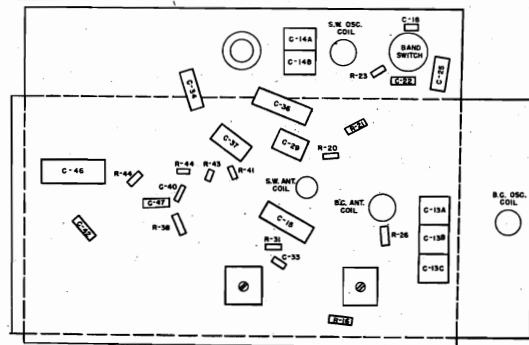 C-16
S.W. OSC.
COIL
BAND
SWITCH
C-14A
C-14B
R-23
C-22
C-25
C-34
C-36
R-21
C-37
C-29
R-20
C-46
R-44
R-44
R-43
R-41
C-40
C-47
R-38
C-42
S.W. ANT.
COIL
B.C. ANT.
COIL
B.C. OSC.
COIL
C-15
R-26
C-13A
C-13B
C-13C
R-31
C-33
R-16